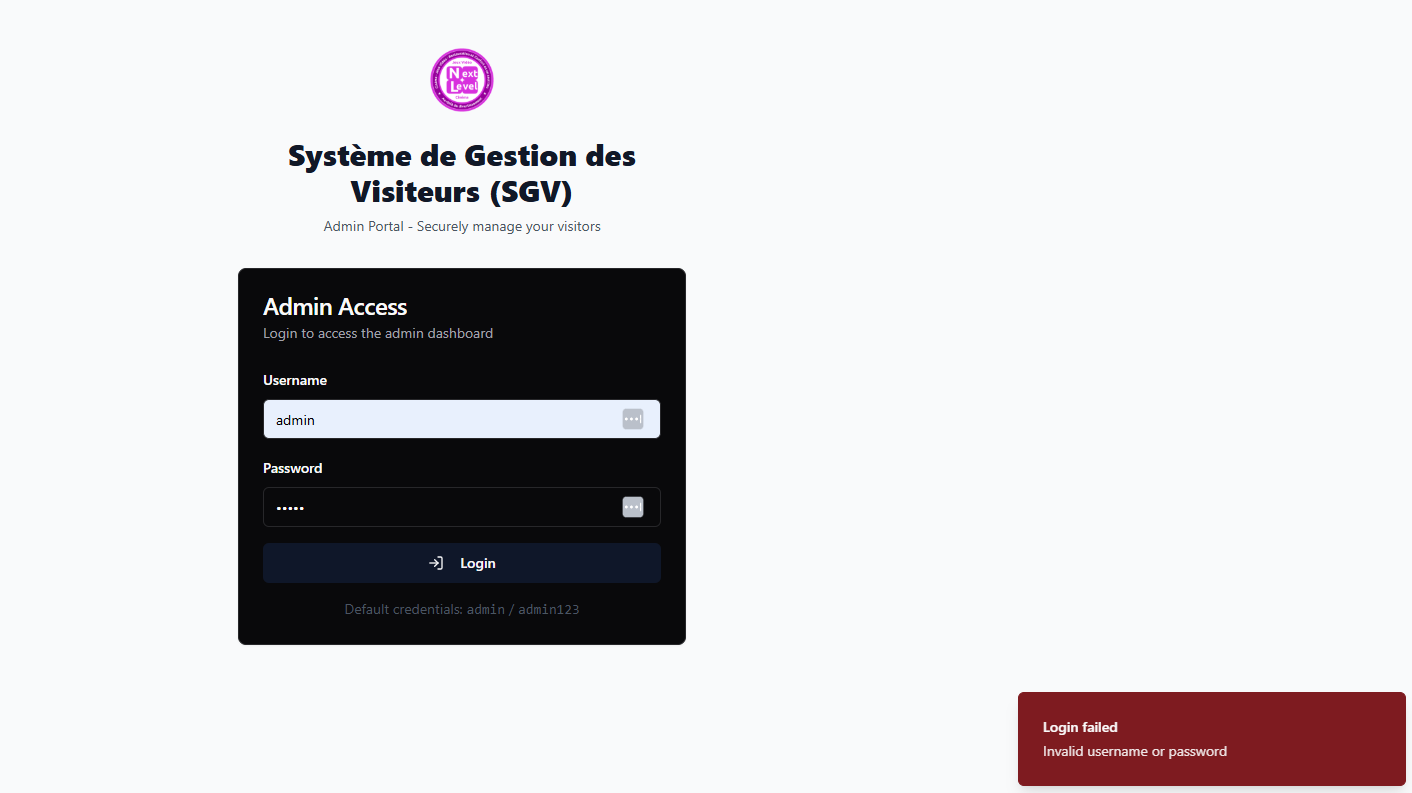 Next
Level
Système de Gestion des
Visiteurs (SGV)
Admin Portal - Securely manage your visitors
Admin Access
Login to access the admin dashboard
Username
admin
Password
•••••
Login
Default credentials: admin / admin123
Login failed
Invalid username or password